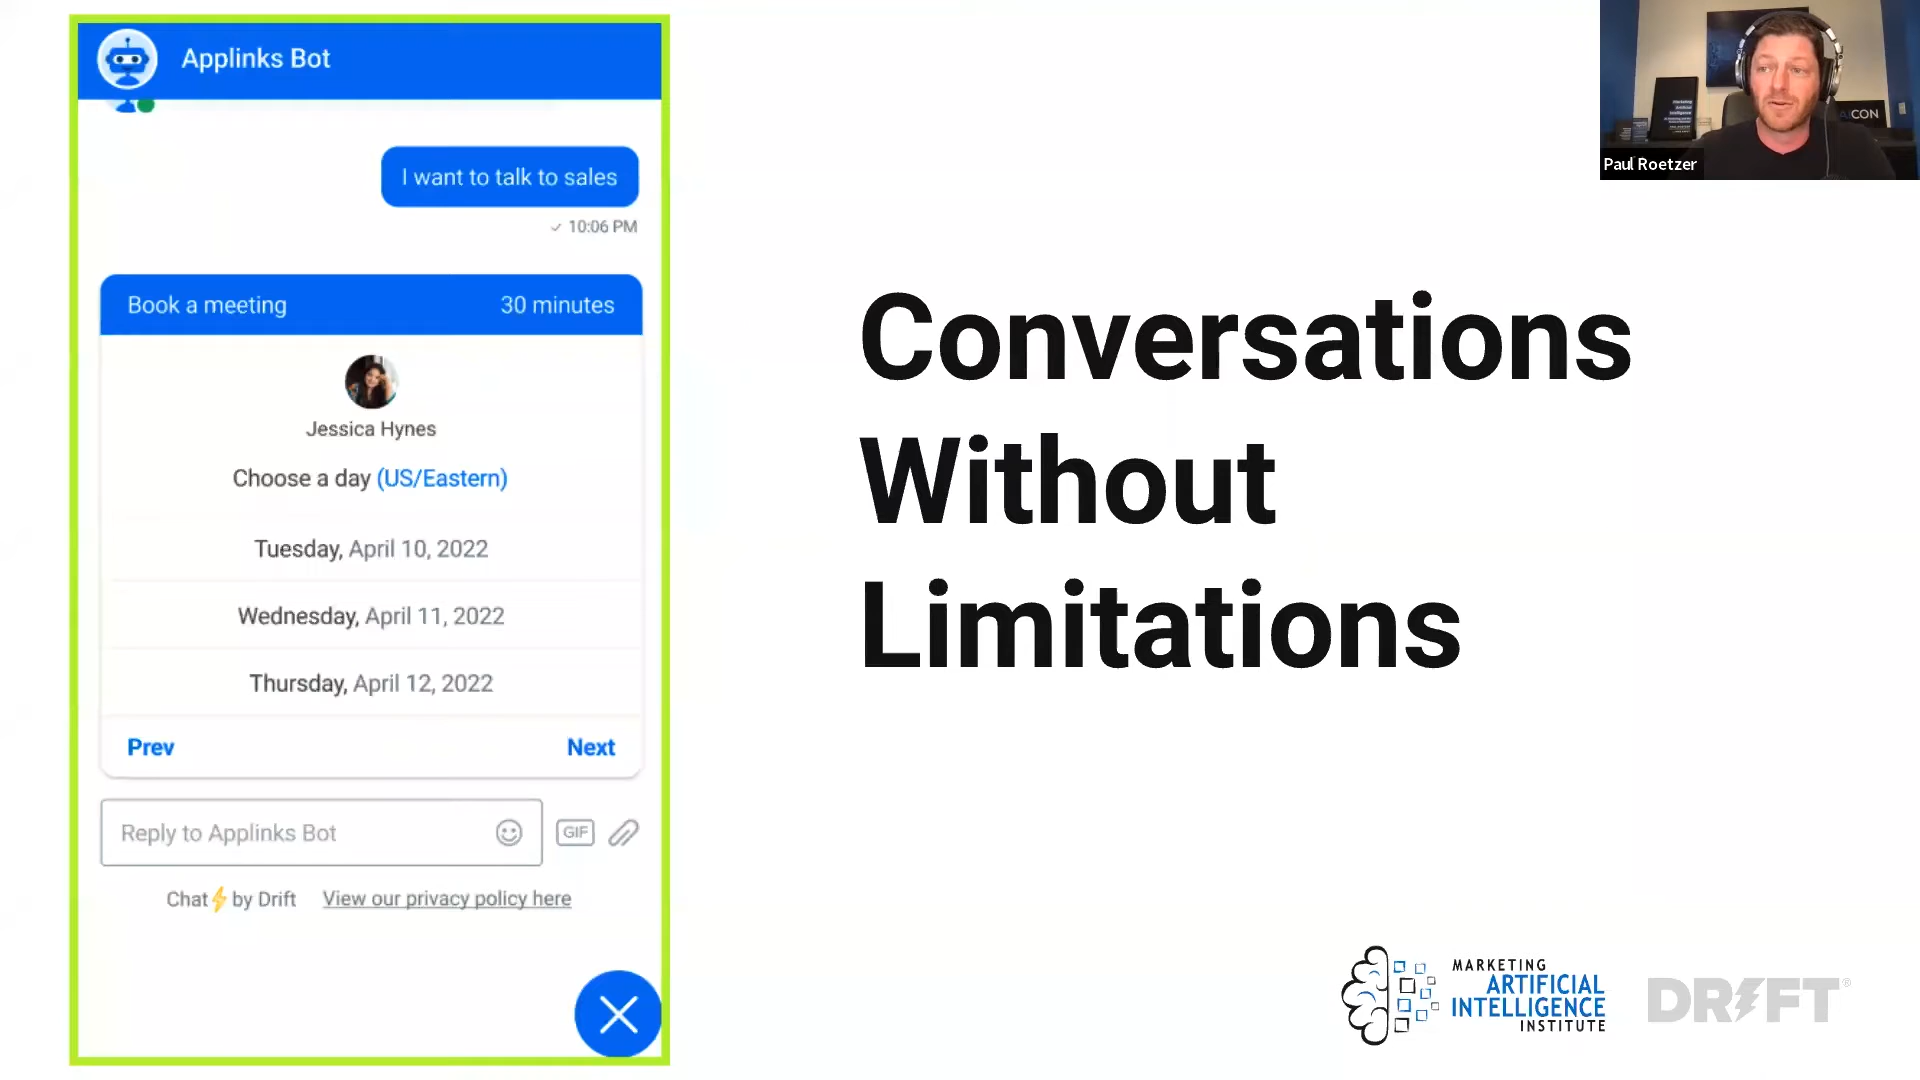 Applinks Bot
I want to talk to sales
10:06 PM
Book a meeting
30 minutes
Jessica Hynes
Choose a day (US/Eastern)
Tuesday, April 10, 2022
Wednesday, April 11, 2022
Thursday, April 12, 2022
Prev
Next
Reply to Applinks Bot
GIF
Chat by Drift
View our privacy policy here
Conversations
Without
Limitations
Paul Roetzer
CON
MARKETING
ARTIFICIAL
INTELLIGENCE
INSTITUTE
DRIFT®